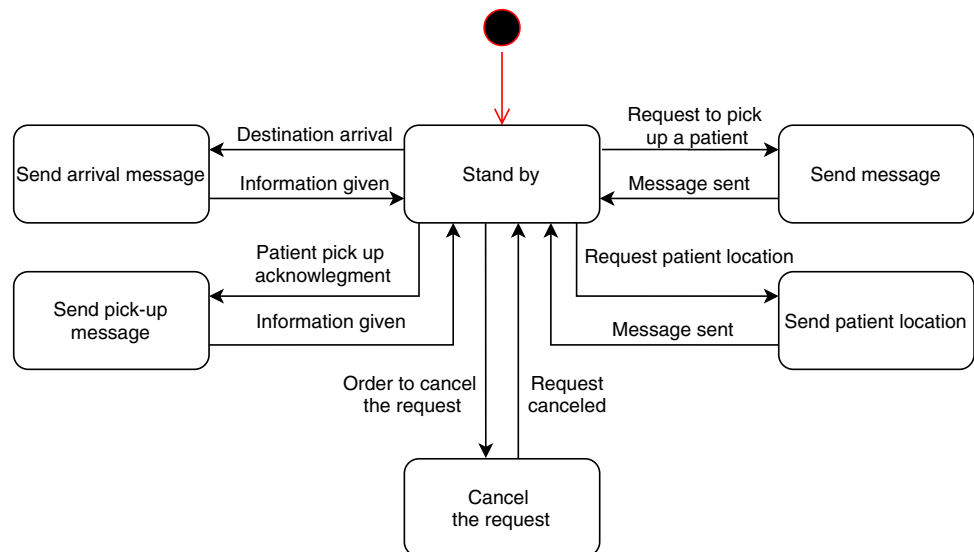 Destination arrival
Request to pick
up a patient
Send arrival message
Stand by
Send message
Information given
Message sent
Patient pick up
acknowlegment
Request patient location
Send pick-up
message
Information given
Message sent
Send patient location
Order to cancel
the request
Request
canceled
Cancel
the request